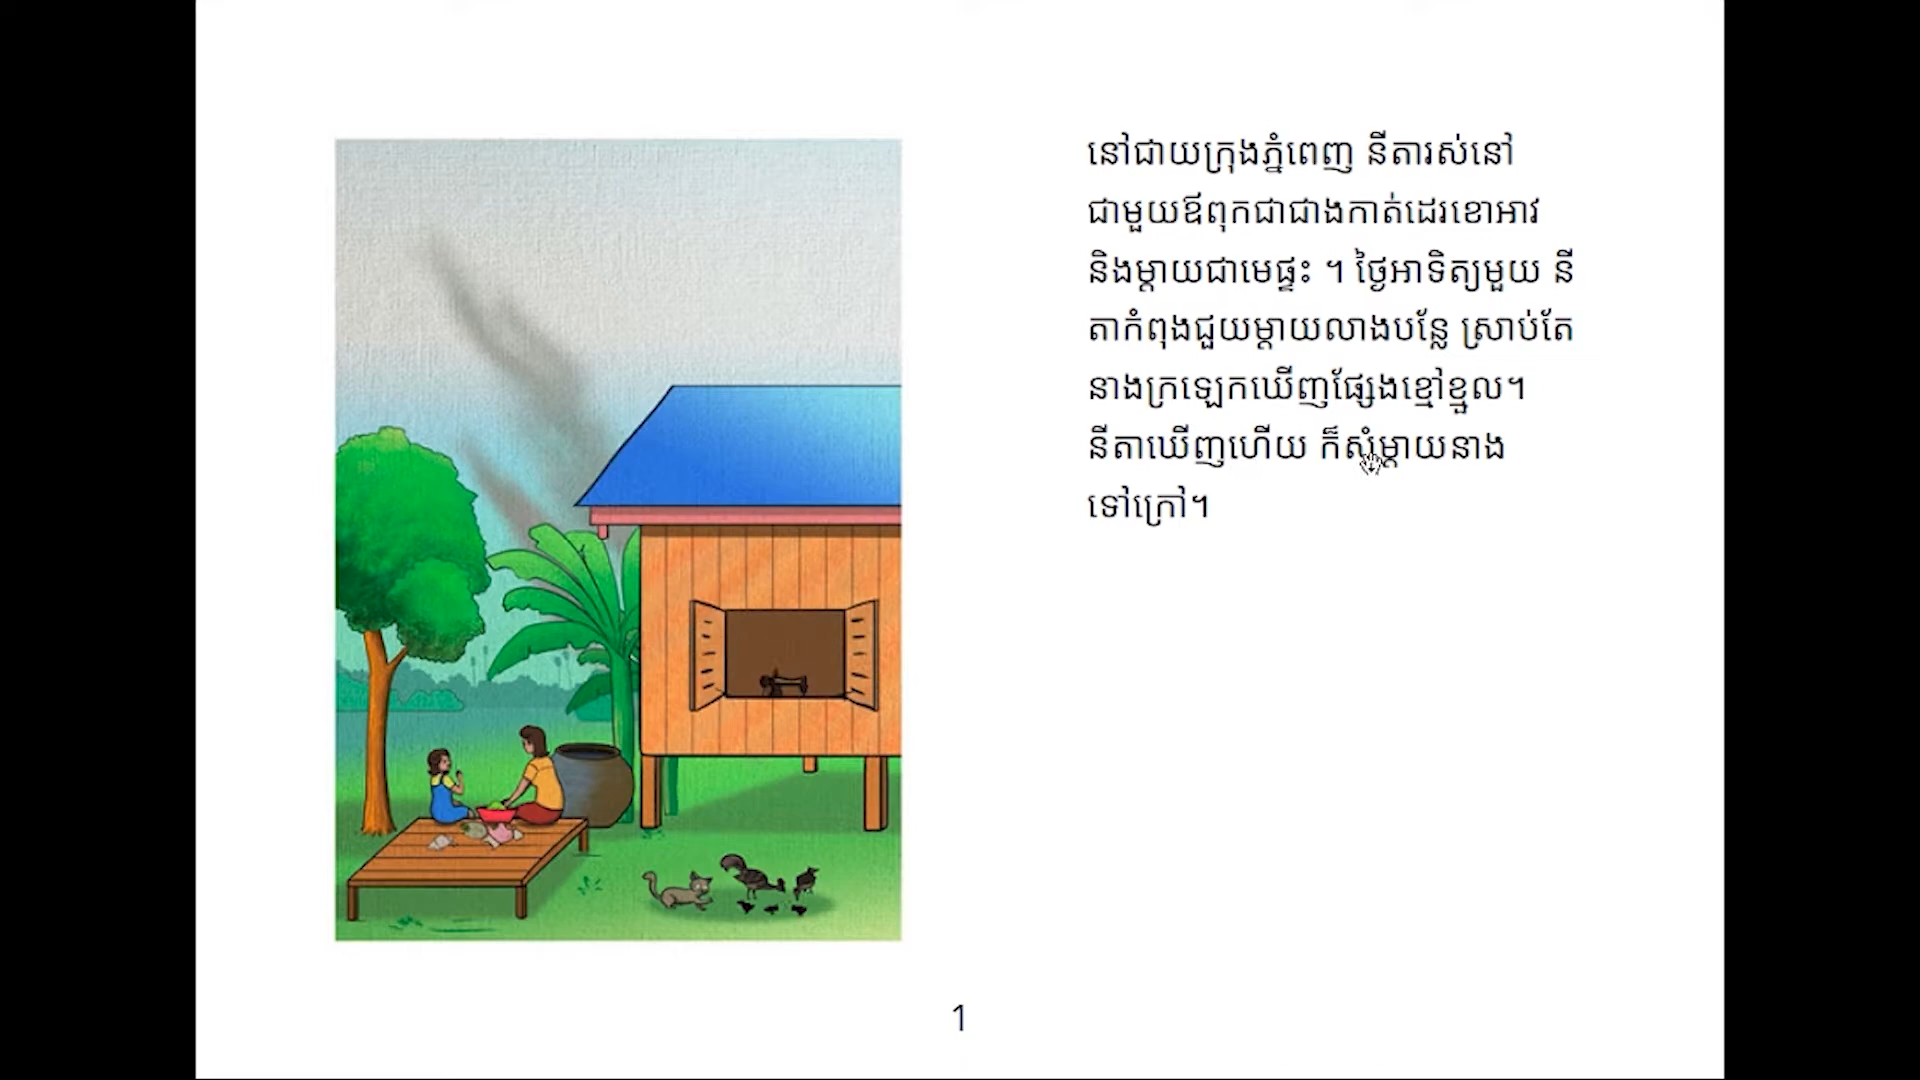 នៅជាយក្រុងភ្នំពេញ នីតារស់នៅ
ជាមួយឪពុកជាជាងកាត់ដេរខោអាវ
និងម្ដាយជាមេផ្ទះ ។ ថ្ងៃអាទិត្យមួយ នី
តាកំពុងជួយម្ដាយលាងបន្លែ ស្រាប់តែ
នាងក្រឡេកឃើញផ្សែងខ្មៅខ្មួល។
នីតាឃើញហើយ ក៏សុំម្ដាយនាង
ទៅក្រៅ។
1